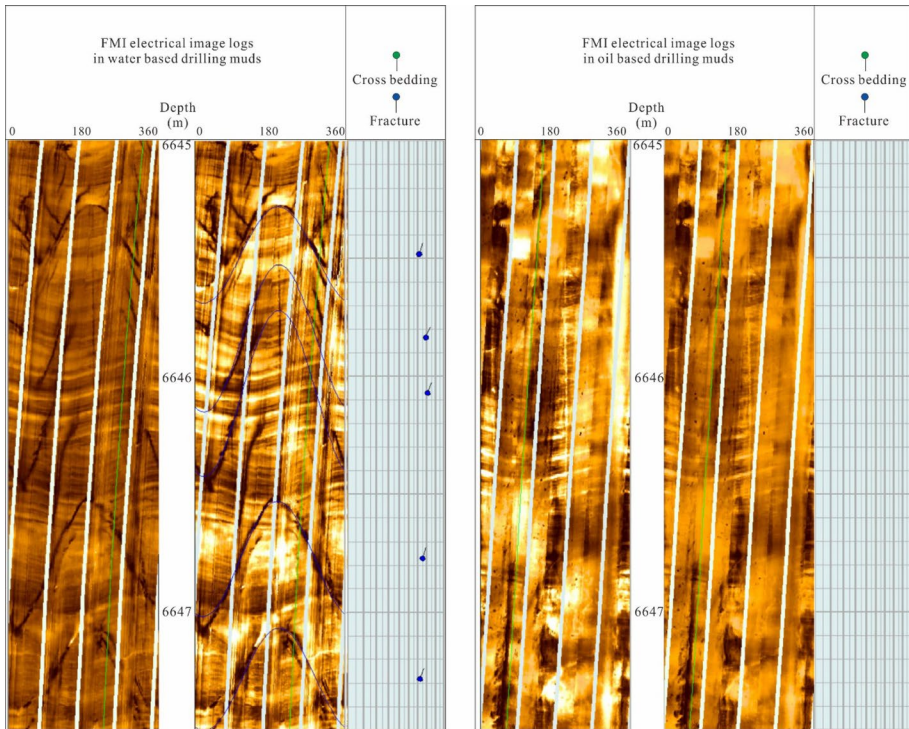 FMI electrical image logs
in water based drilling muds
Cross bedding
Fracture
Depth
(m)
0 180 360 0 180 360
6645
6646
6647
FMI electrical image logs
in oil based drilling muds
Cross bedding
Fracture
Depth
(m)
0 180 360 0 180 360
6645
6646
6647